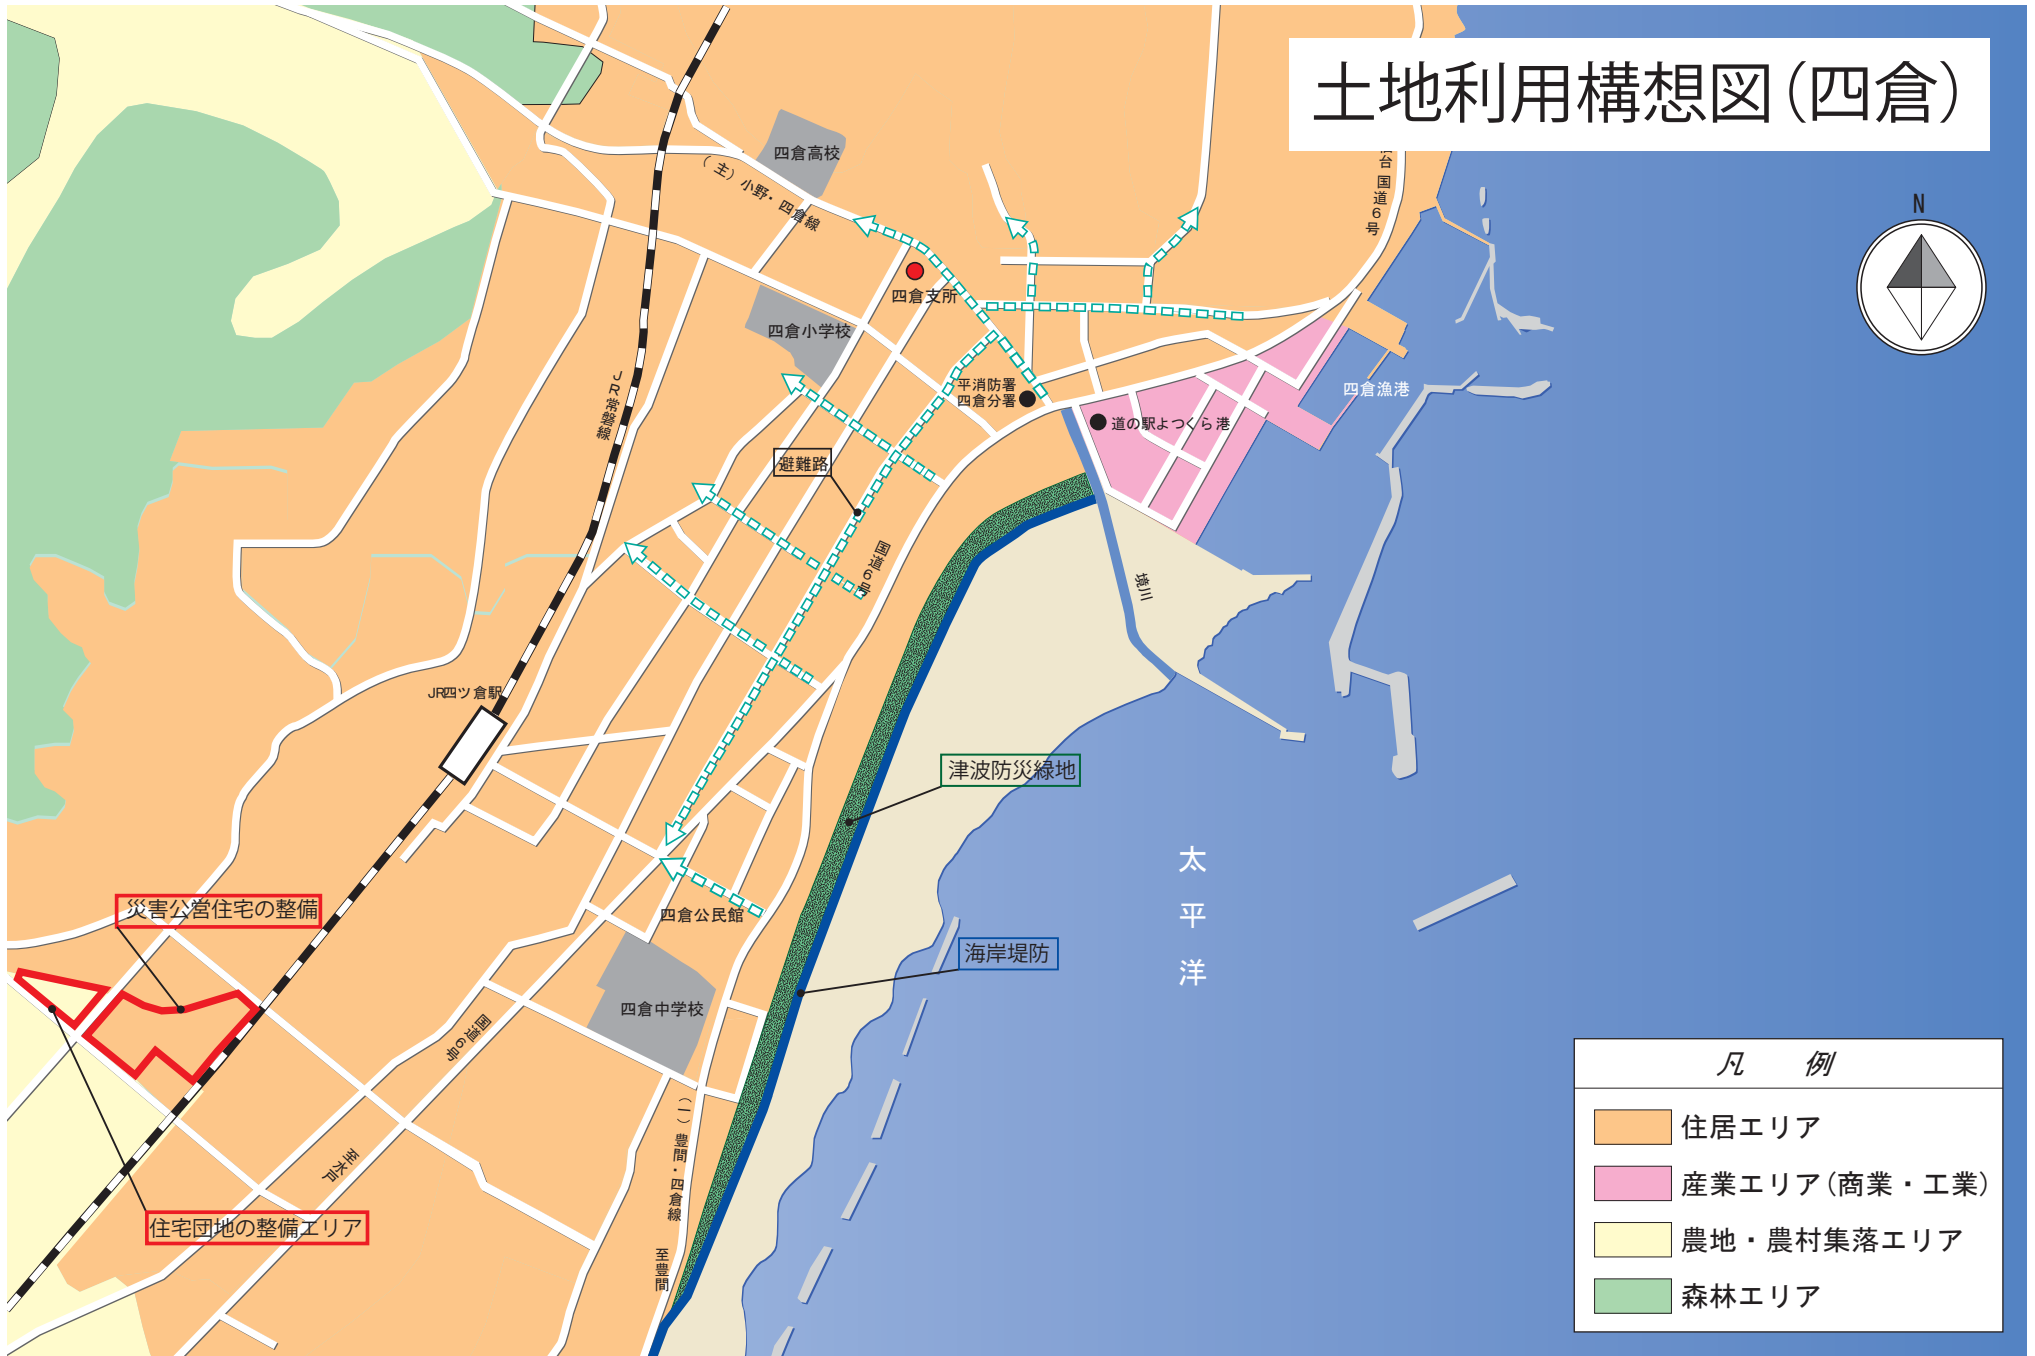 土地利用構想図(四倉)
台 国道6号
N
四倉高校
(主)小野・四倉線
四倉支所
四倉小学校
JR常磐線
平消防署
四倉分署
道の駅よつくら港
四倉漁港
避難路
国道6号
境川
JR四ツ倉駅
津波防災緑地
太平洋
災害公営住宅の整備
四倉公民館
海岸堤防
四倉中学校
国道6号
至水戸
(一)豊間・四倉線
至豊間
住宅団地の整備エリア
凡 例
住居エリア
産業エリア(商業・工業)
農地・農村集落エリア
森林エリア